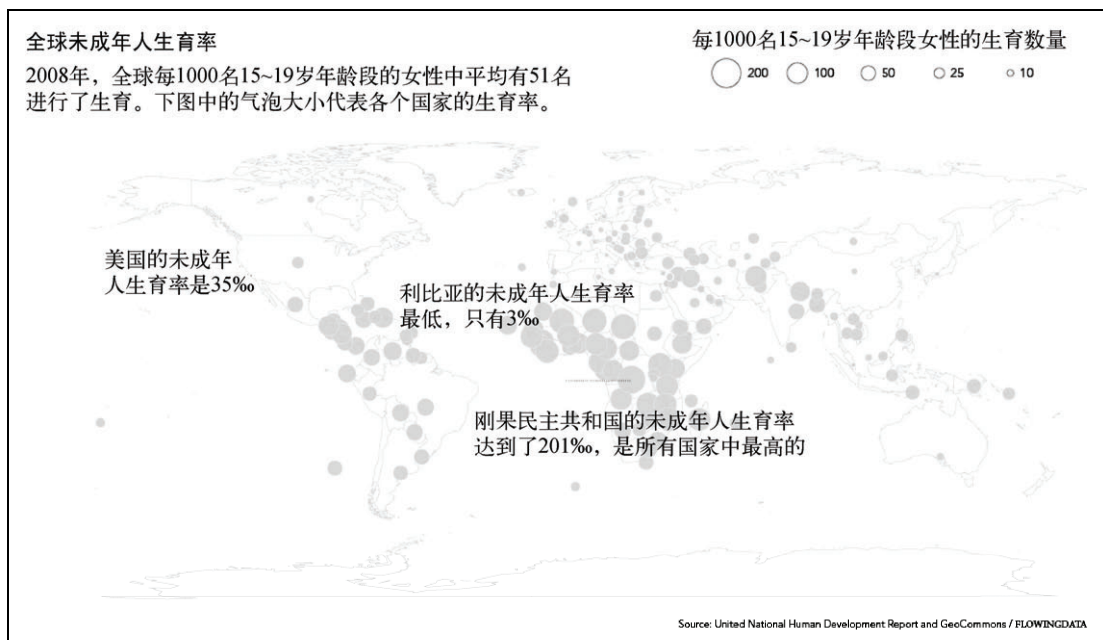 全球未成年人生育率
2008年，全球每1000名15~19岁年龄段的女性中平均有51名
进行了生育。下图中的气泡大小代表各个国家的生育率。
每1000名15~19岁年龄段女性的生育数量
200 100 50 25 10
美国的未成年
人生育率是35‰
利比亚的未成年人生育率
最低，只有3‰
刚果民主共和国的未成年人生育率
达到了201‰，是所有国家中最高的
Source: United National Human Development Report and GeoCommons / FLOWINGDATA